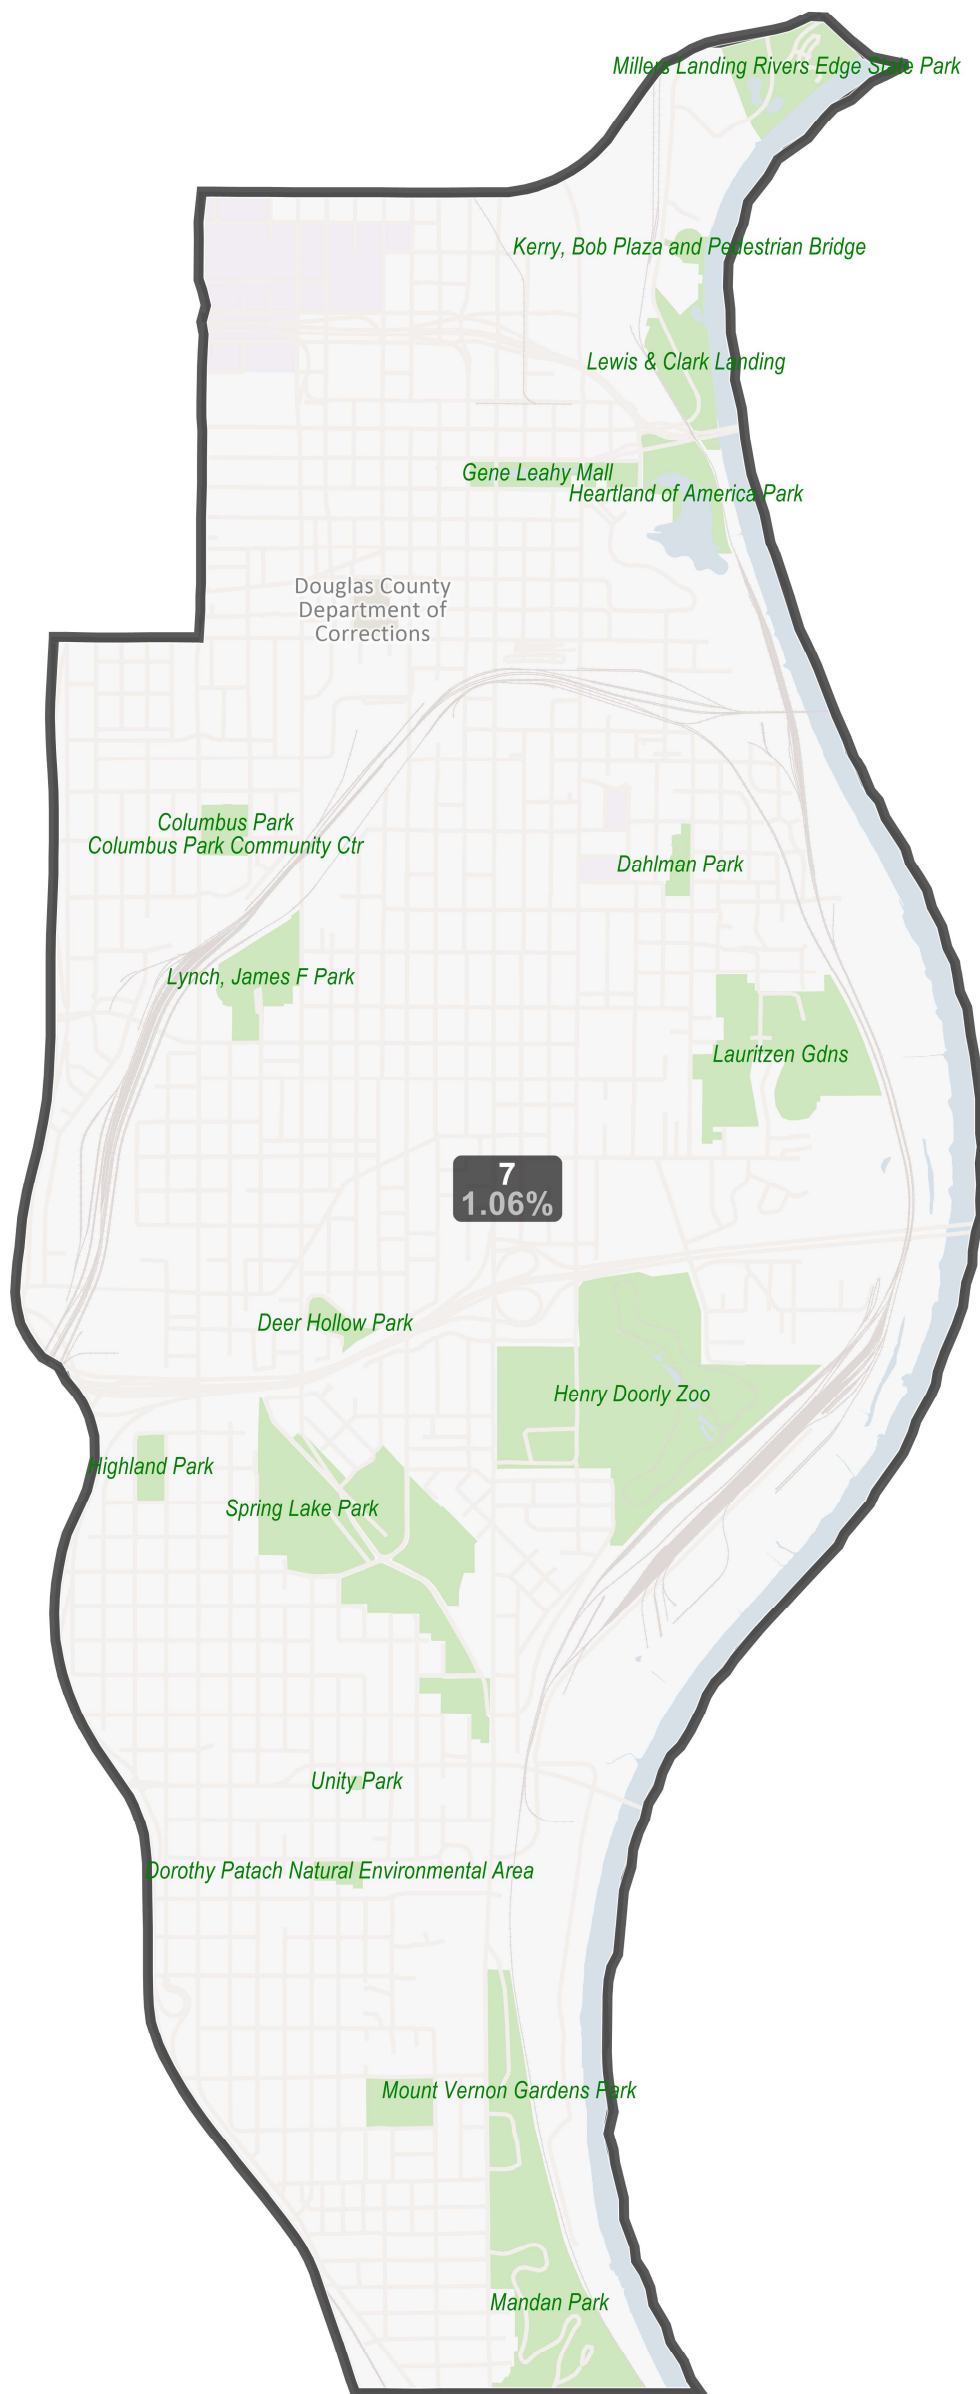 Millers Landing Rivers Edge State Park
Kerry, Bob Plaza and Pedestrian Bridge
Lewis & Clark Landing
Gene Leahy Mall
Heartland of America Park
Douglas County
Department of
Corrections
Columbus Park
Columbus Park Community Ctr
Dahlman Park
Lynch, James F Park
Lauritzen Gdns
7
1.06%
Deer Hollow Park
Henry Doorly Zoo
Highland Park
Spring Lake Park
Unity Park
Dorothy Patach Natural Environmental Area
Mount Vernon Gardens Park
Mandan Park